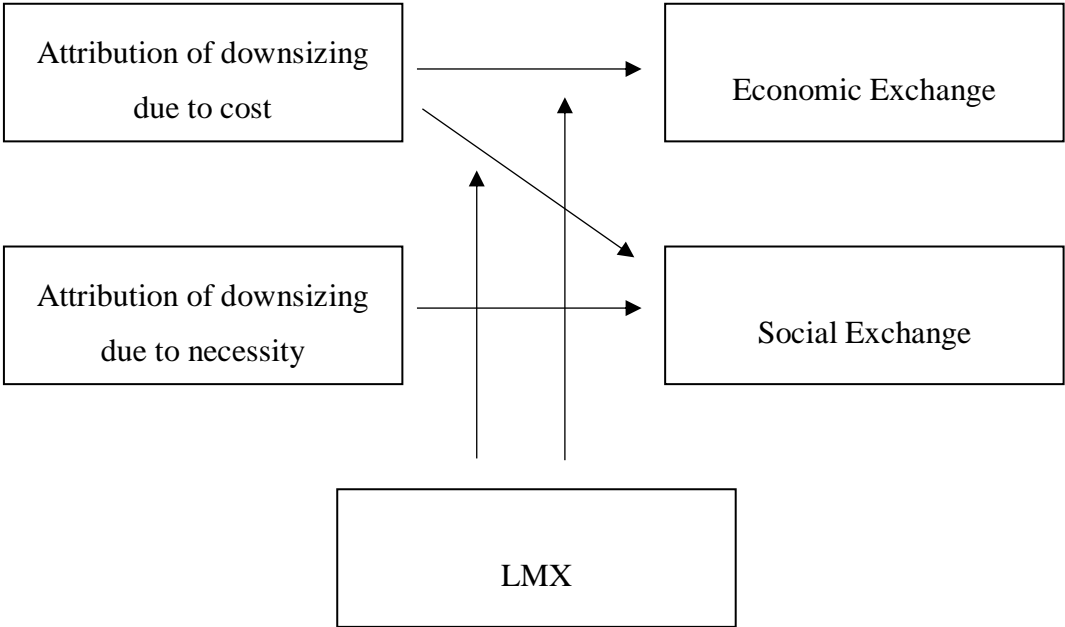 Attribution of downsizing
due to cost
Economic Exchange
Attribution of downsizing
due to necessity
Social Exchange
LMX